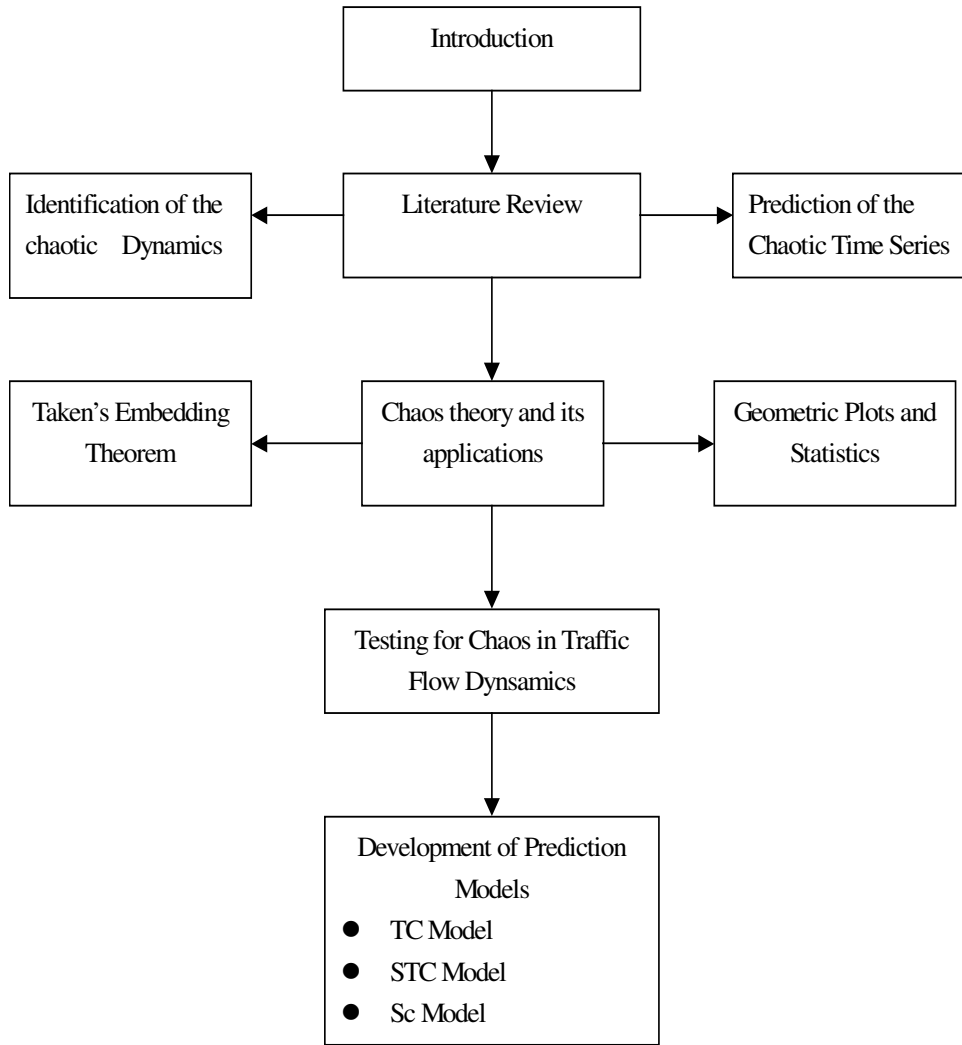 Introduction
Identification of the
chaotic Dynamics
Literature Review
Prediction of the
Chaotic Time Series
Taken's Embedding
Theorem
Chaos theory and its
applications
Geometric Plots and
Statistics
Testing for Chaos in Traffic
Flow Dynsamics
Development of Prediction
Models
● TC Model
● STC Model
● Sc Model